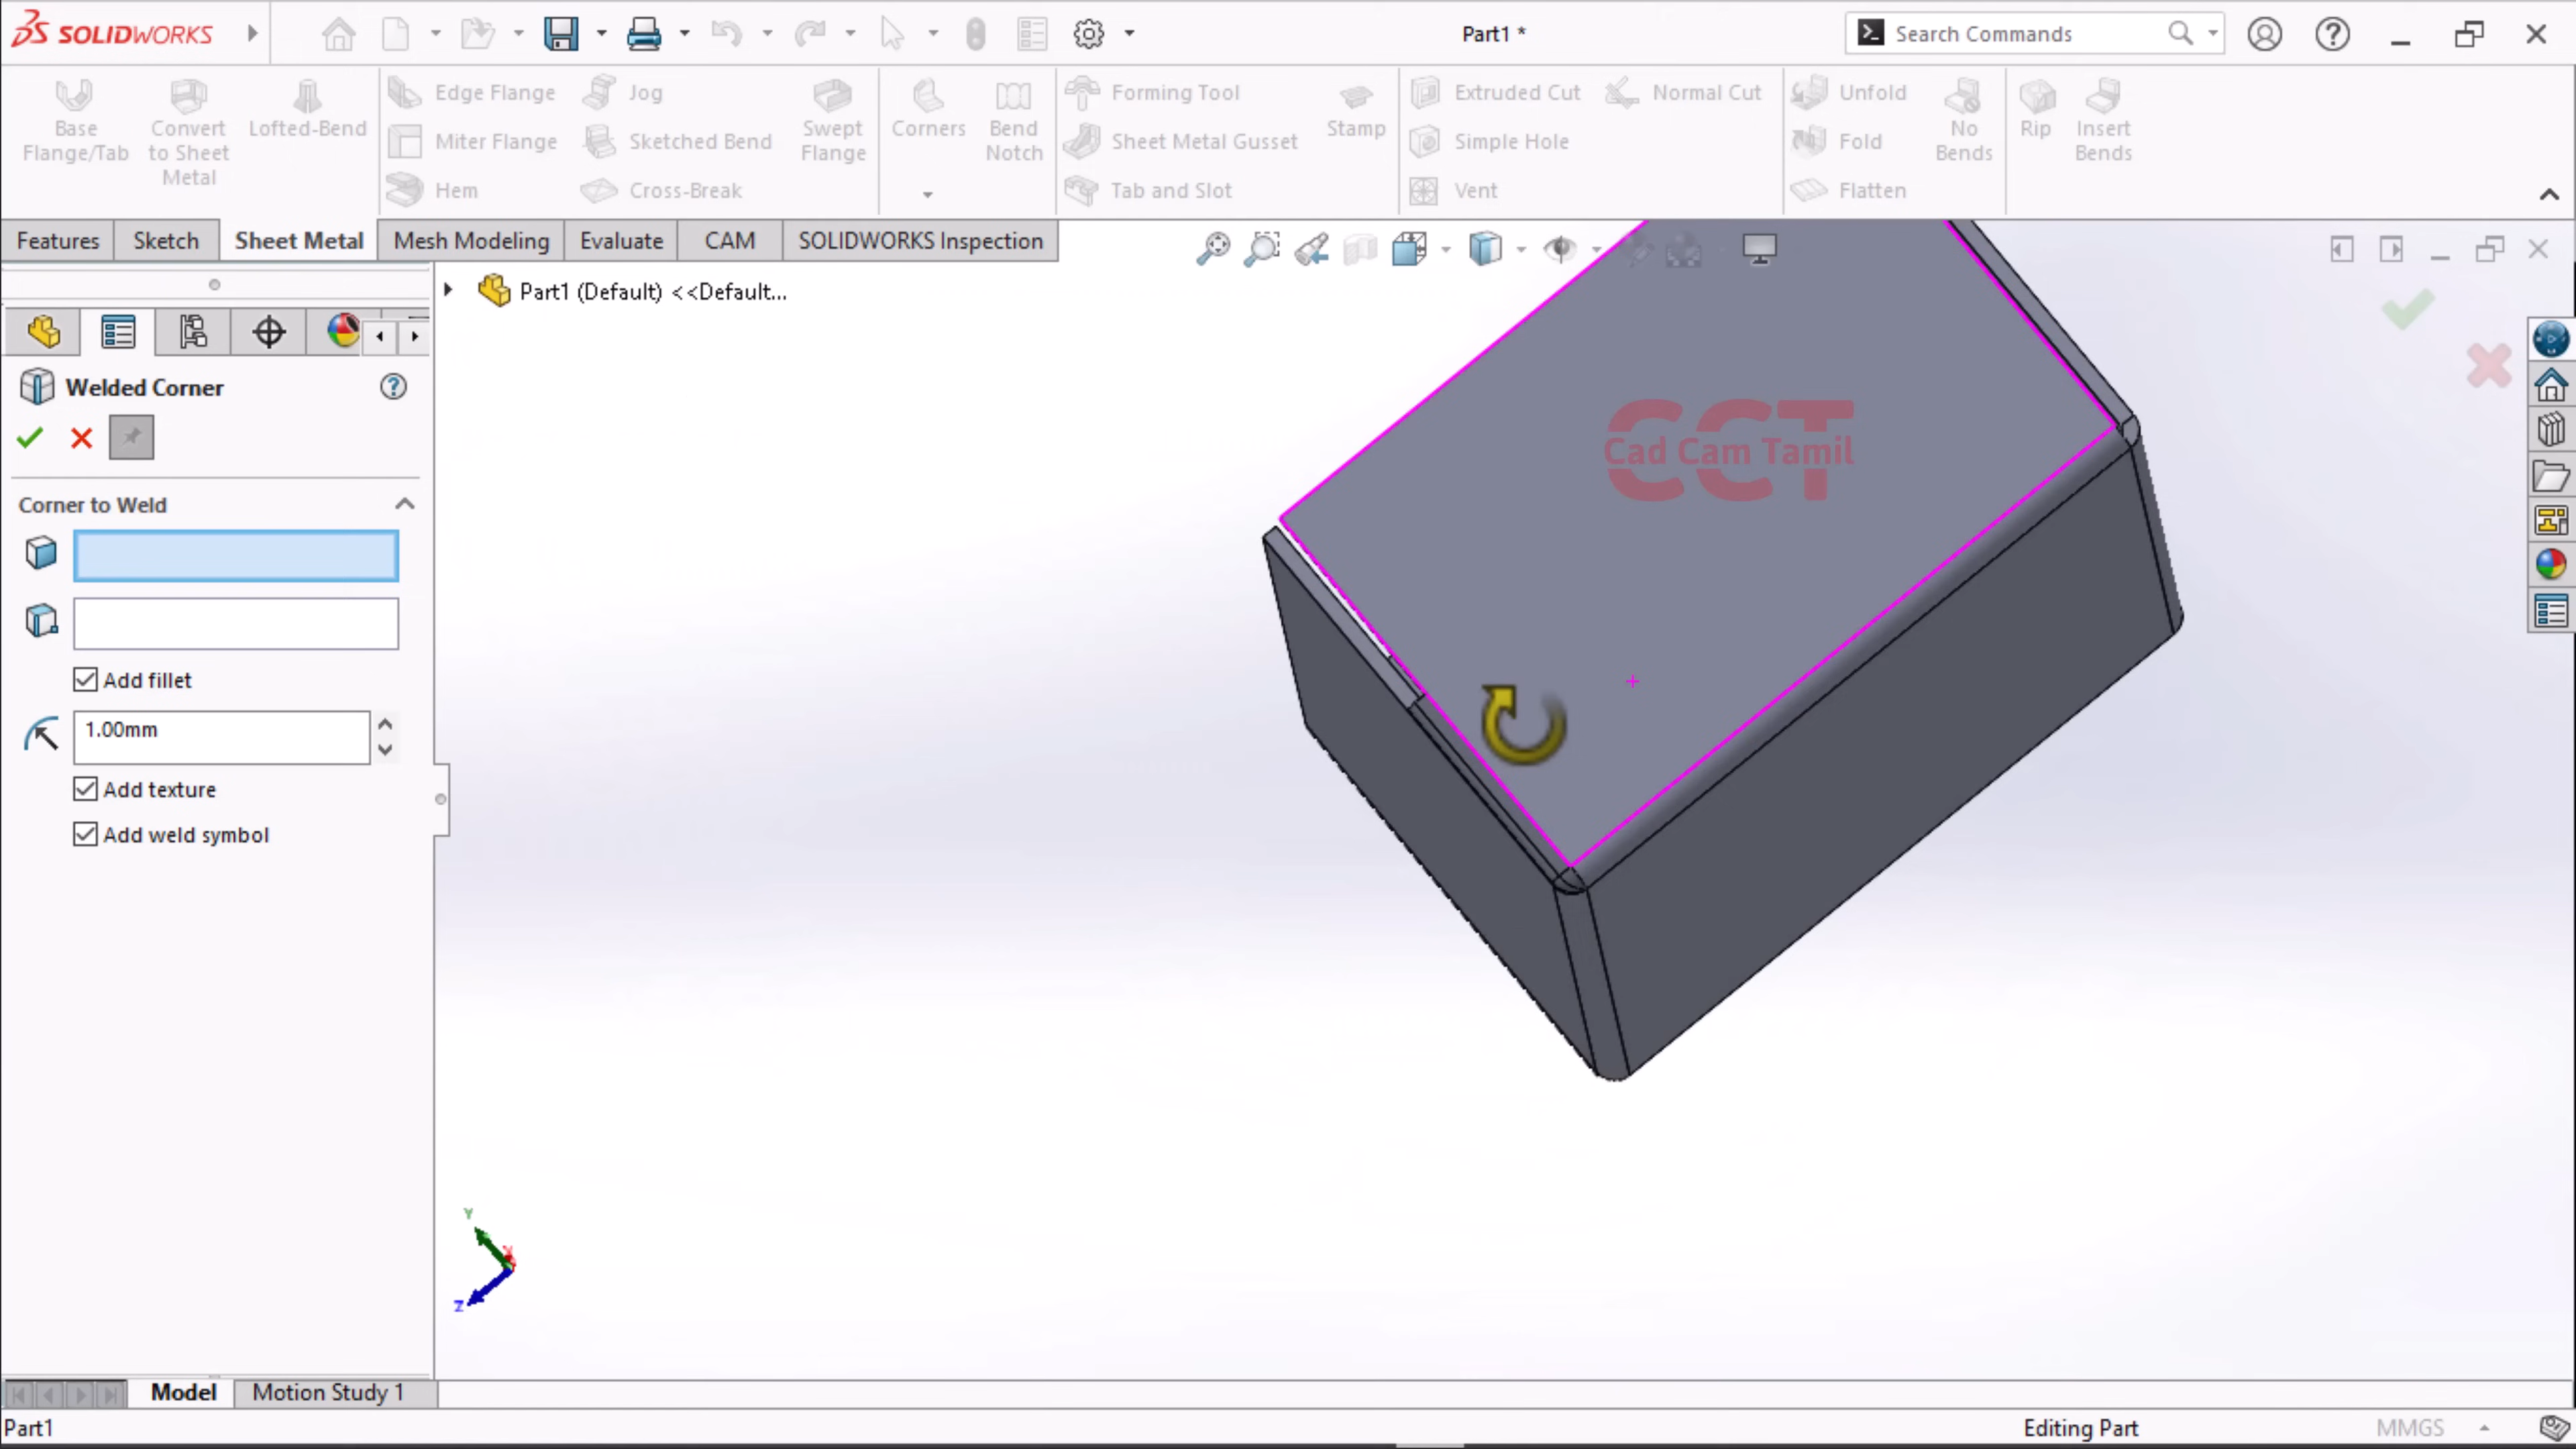 SOLIDWORKS
Part1 *
Search Commands
Base Flange/Tab
Convert to Sheet Metal
Lofted-Bend
Edge Flange
Miter Flange
Hem
Jog
Sketched Bend
Cross-Break
Swept Flange
Corners
Bend Notch
Forming Tool
Sheet Metal Gusset
Tab and Slot
Stamp
Extruded Cut
Simple Hole
Vent
Normal Cut
Unfold
Fold
Flatten
No Bends
Rip
Insert Bends
Features
Sketch
Sheet Metal
Mesh Modeling
Evaluate
CAM
SOLIDWORKS Inspection
Part1 (Default) <<Default...
Welded Corner
Corner to Weld
Add fillet
1.00mm
Add texture
Add weld symbol
CCT
Cad Cam Tamil
Y
X
Z
Model
Motion Study 1
Part1
Editing Part
MMGS